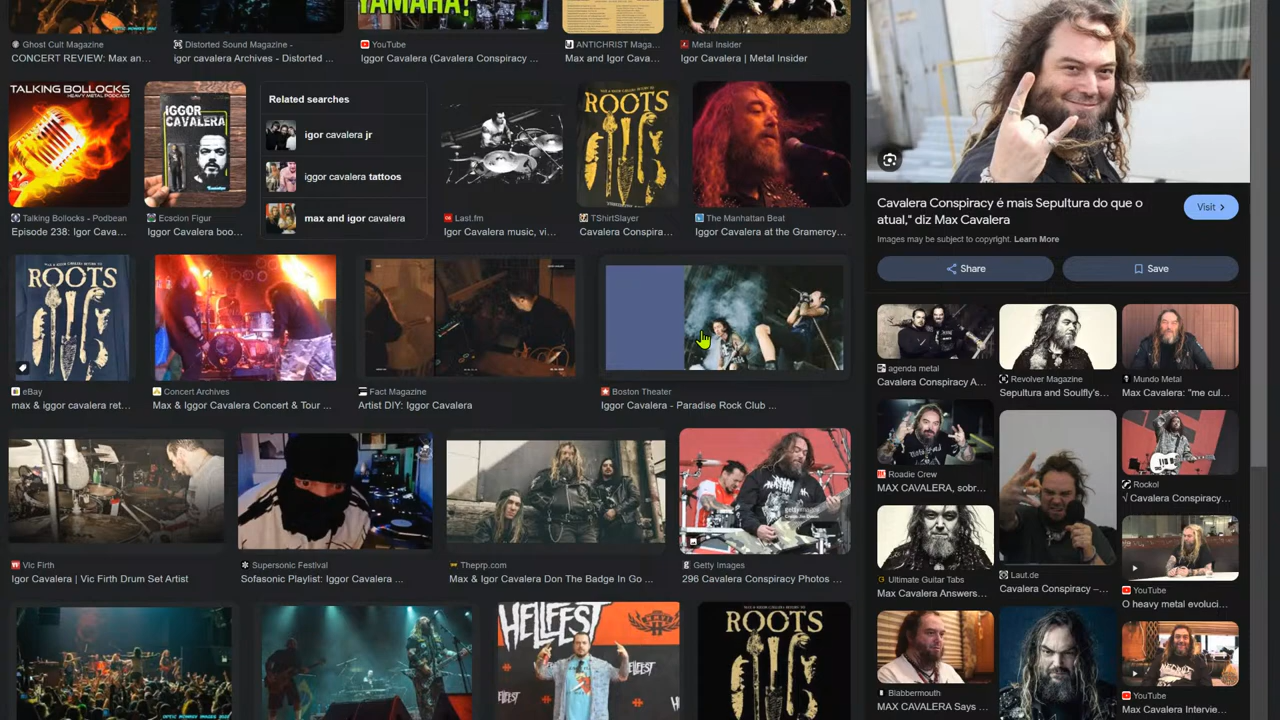 YAMAHA!
Ghost Cult Magazine
CONCERT REVIEW: Max an...
Distorted Sound Magazine -
igor cavalera Archives - Distorted ...
YouTube
Iggor Cavalera (Cavalera Conspiracy ...
ANTICHRIST Maga...
Max and Igor Cava...
Metal Insider
Igor Cavalera | Metal Insider
TALKING BOLLOCKS
HEAVY METAL PODCAST
IGGOR
CAVALERA
Related searches
igor cavalera jr
iggor cavalera tattoos
max and igor cavalera
ROOTS
Talking Bollocks - Podbean
Episode 238: Igor Cava...
Ecscion Figur
Iggor Cavalera boo...
Last.fm
Igor Cavalera music, vi...
TShirtSlayer
Cavalera Conspira...
The Manhattan Beat
Iggor Cavalera at the Gramercy...
ROOTS
eBay
max & iggor cavalera ret...
Concert Archives
Max & Iggor Cavalera Concert & Tour ...
Fact Magazine
Artist DIY: Iggor Cavalera
Boston Theater
Iggor Cavalera - Paradise Rock Club ...
gettyimages
Vic Firth
Igor Cavalera | Vic Firth Drum Set Artist
Supersonic Festival
Sofasonic Playlist: Iggor Cavalera ...
Theprp.com
Max & Igor Cavalera Don The Badge In Go ...
Getty Images
296 Cavalera Conspiracy Photos ...
HELLFEST
ROOTS
Cavalera Conspiracy é mais Sepultura do que o
atual," diz Max Cavalera
Visit
Images may be subject to copyright. Learn More
Share
Save
agenda metal
Cavalera Conspiracy A...
Revolver Magazine
Sepultura and Soulfly's...
Mundo Metal
Max Cavalera: "me cul...
Roadie Crew
MAX CAVALERA, sobr...
Rockol
√ Cavalera Conspiracy...
Ultimate Guitar Tabs
Max Cavalera Answers...
Laut.de
Cavalera Conspiracy –...
YouTube
O heavy metal evoluci...
Blabbermouth
MAX CAVALERA Says ...
YouTube
Max Cavalera Intervie...